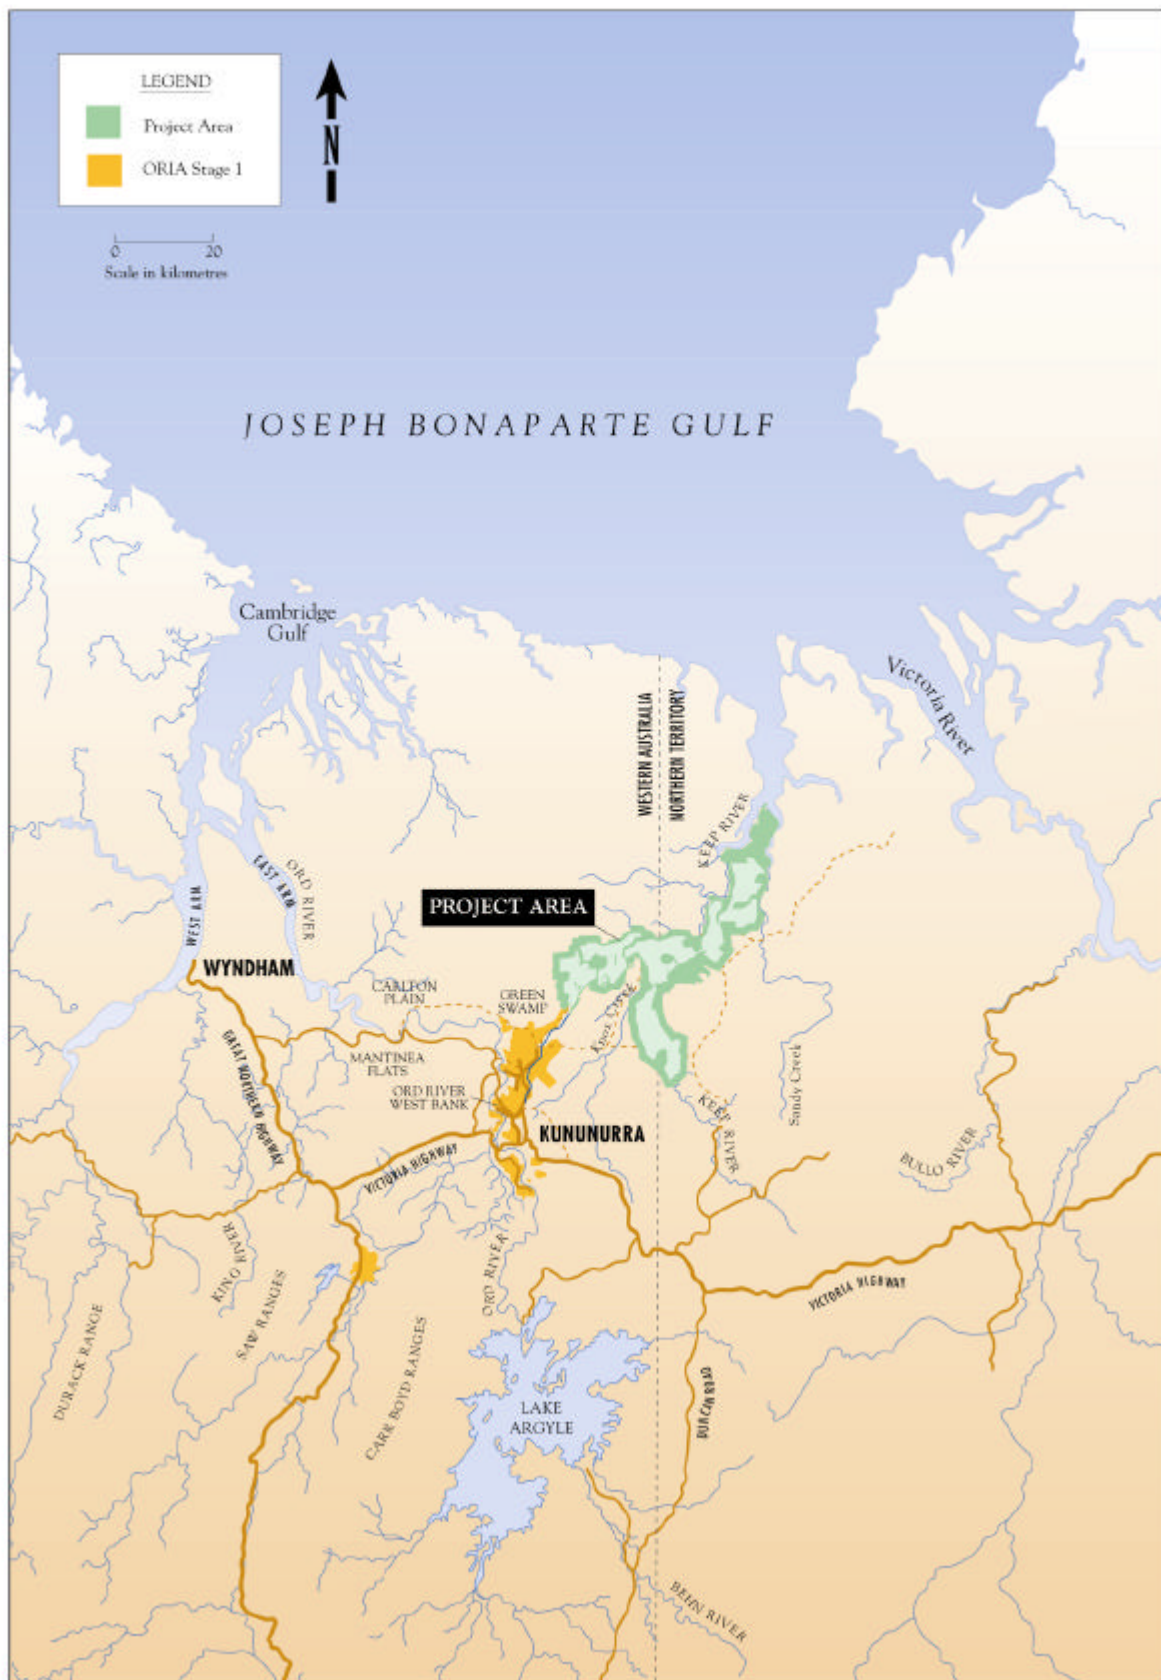 LEGEND
Project Area
ORIA Stage 1
N
0 20
Scale in kilometres
JOSEPH BONAPARTE GULF
Cambridge
Gulf
Victoria River
WESTERN AUSTRALIA
NORTHERN TERRITORY
KEEP RIVER
EAST ARM
ORD RIVER
WEST ARM
PROJECT AREA
WYNDHAM
CARLTON
PLAIN
GREEN
SWAMP
Knox Creek
GREAT NORTHERN HIGHWAY
MANTINEA
FLATS
ORD RIVER
WEST BANK
Sandy Creek
KEEP RIVER
KUNUNURRA
BULLO RIVER
VICTORIA HIGHWAY
KING RIVER
ORD RIVER
SAW RANGES
VICTORIA HIGHWAY
DURACK RANGE
CARR BOYD RANGES
LAKE
ARGYLE
DUNCAN ROAD
BEHN RIVER